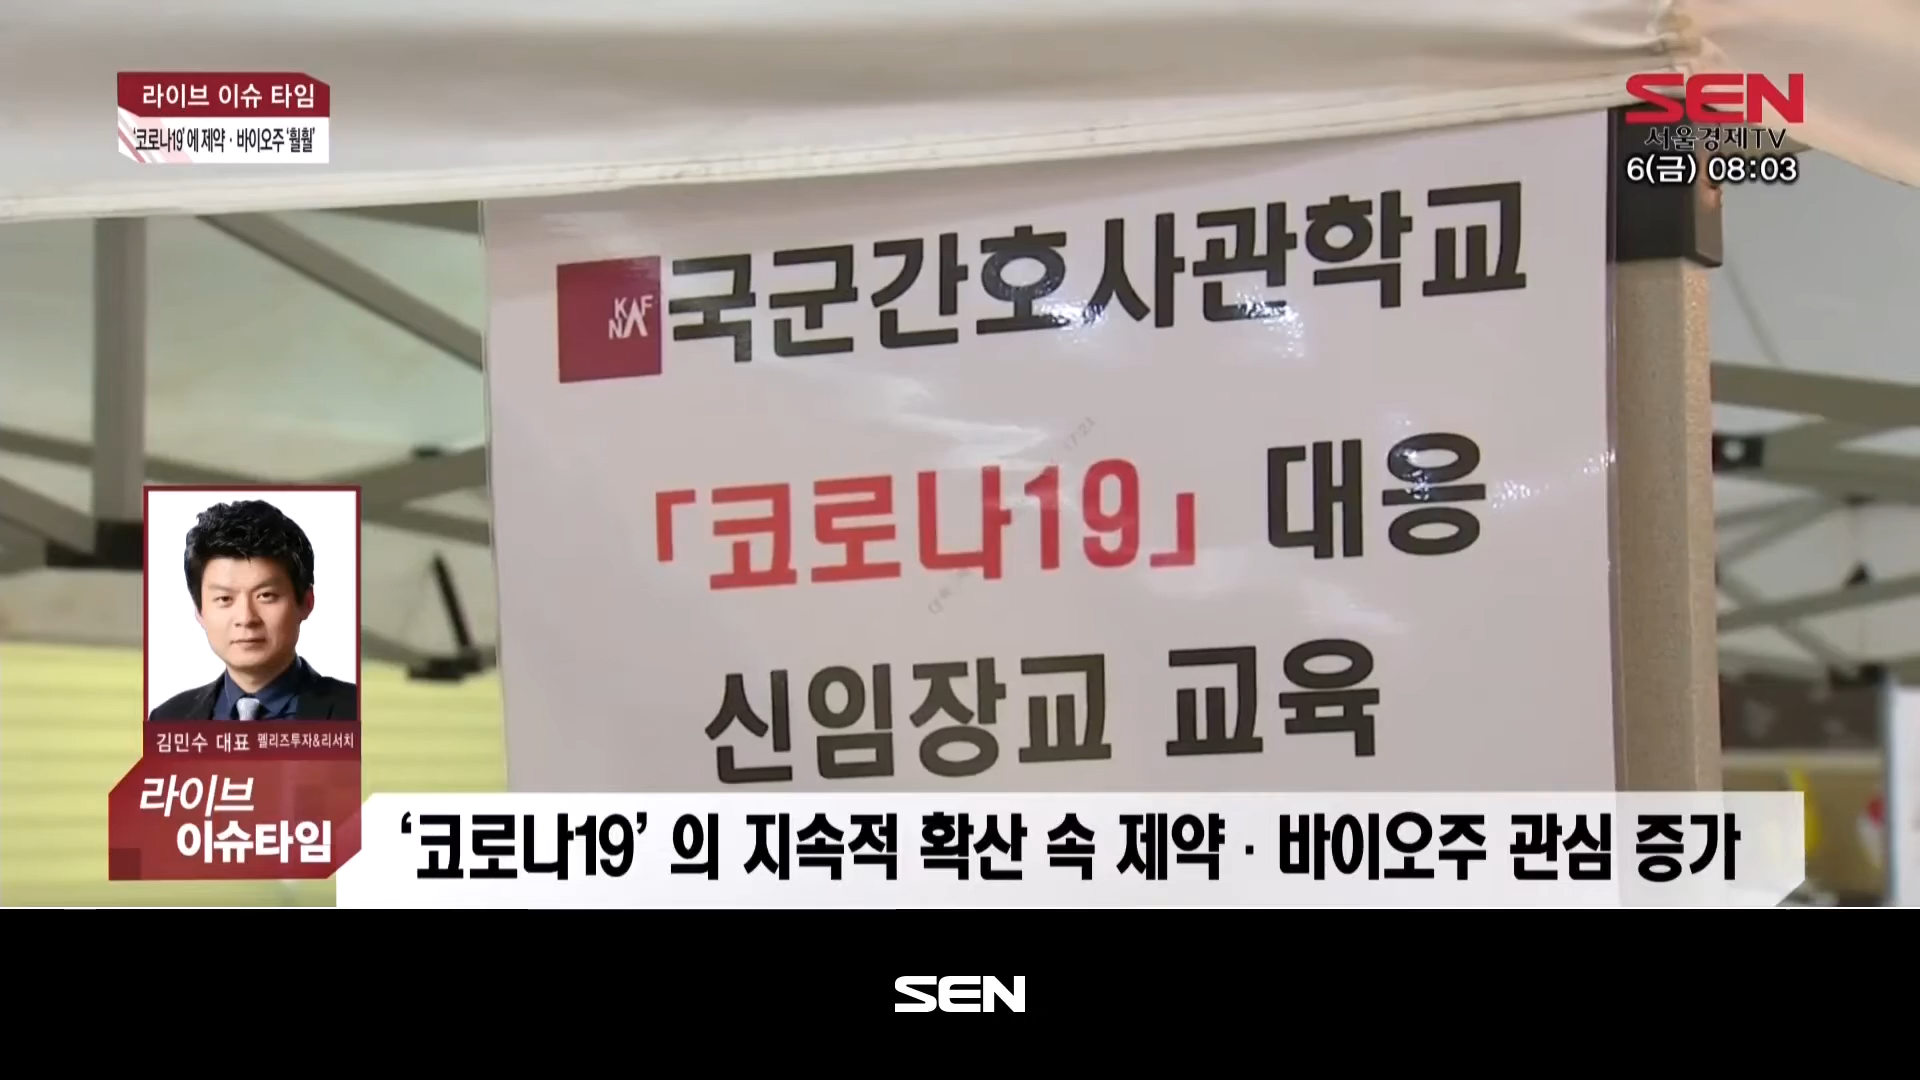 라이브 이슈 타임
'코로나19'에 제약·바이오주 '훨훨'
SEN
서울경제TV
6(금) 08:03
KAF
NA
국군간호사관학교
「코로나19」 대응
신임장교 교육
김민수 대표 멜리즈투자&리서치
라이브
이슈타임
'코로나19' 의 지속적 확산 속 제약·바이오주 관심 증가
SEN